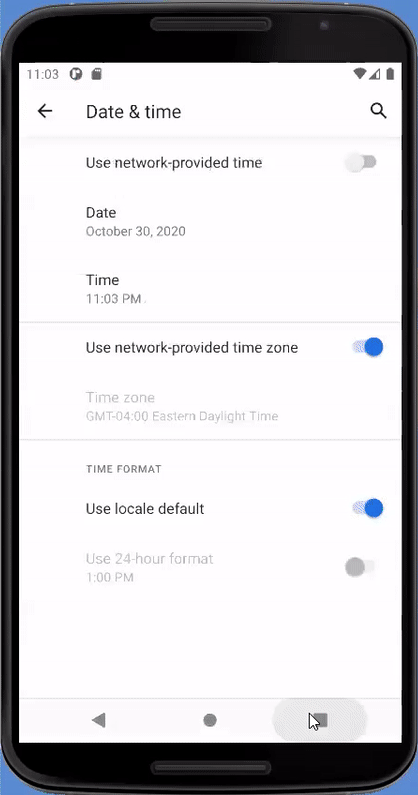 11:03
Date & time
Use network-provided time
Date
October 30, 2020
Time
11:03 PM
Use network-provided time zone
Time zone
GMT-04:00 Eastern Daylight Time
TIME FORMAT
Use locale default
Use 24-hour format
1:00 PM